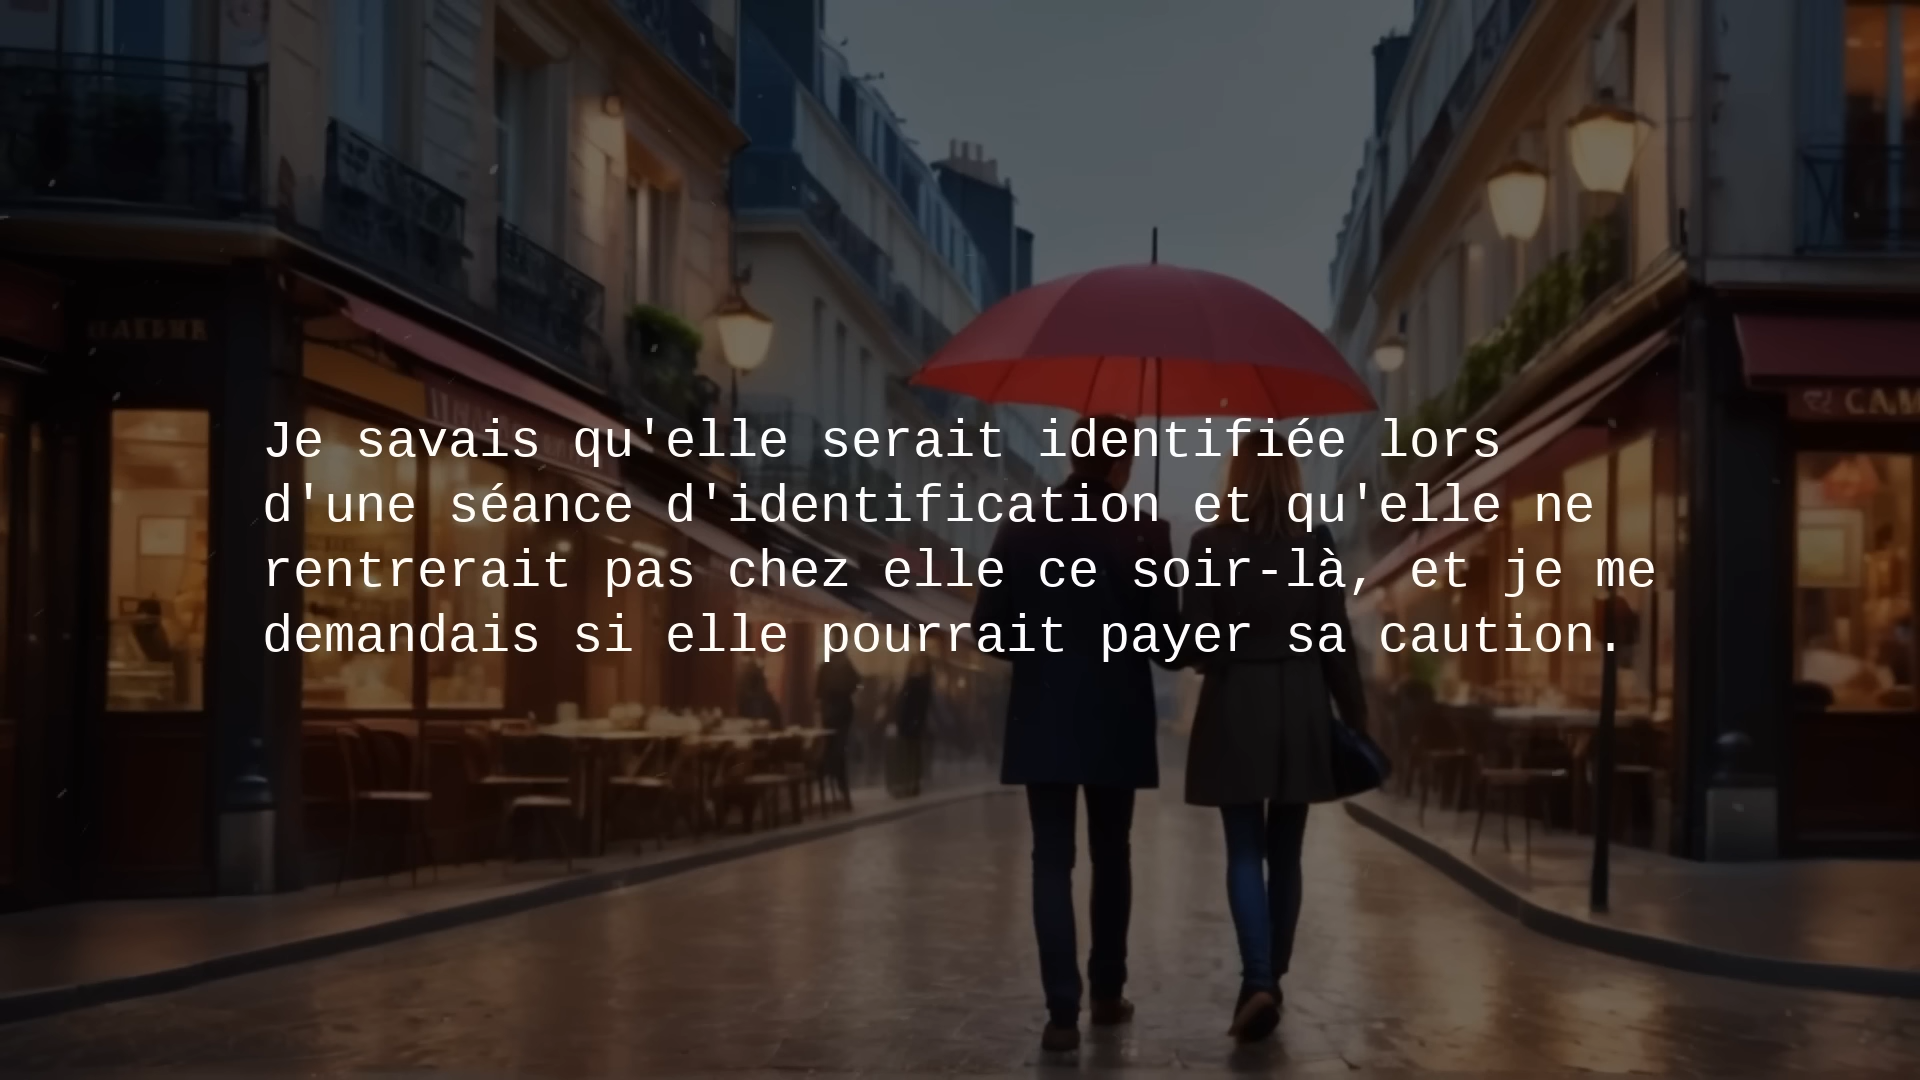 Je savais qu'elle serait identifiée lors
d'une séance d'identification et qu'elle ne
rentrerait pas chez elle ce soir-là, et je me
demandais si elle pourrait payer sa caution.